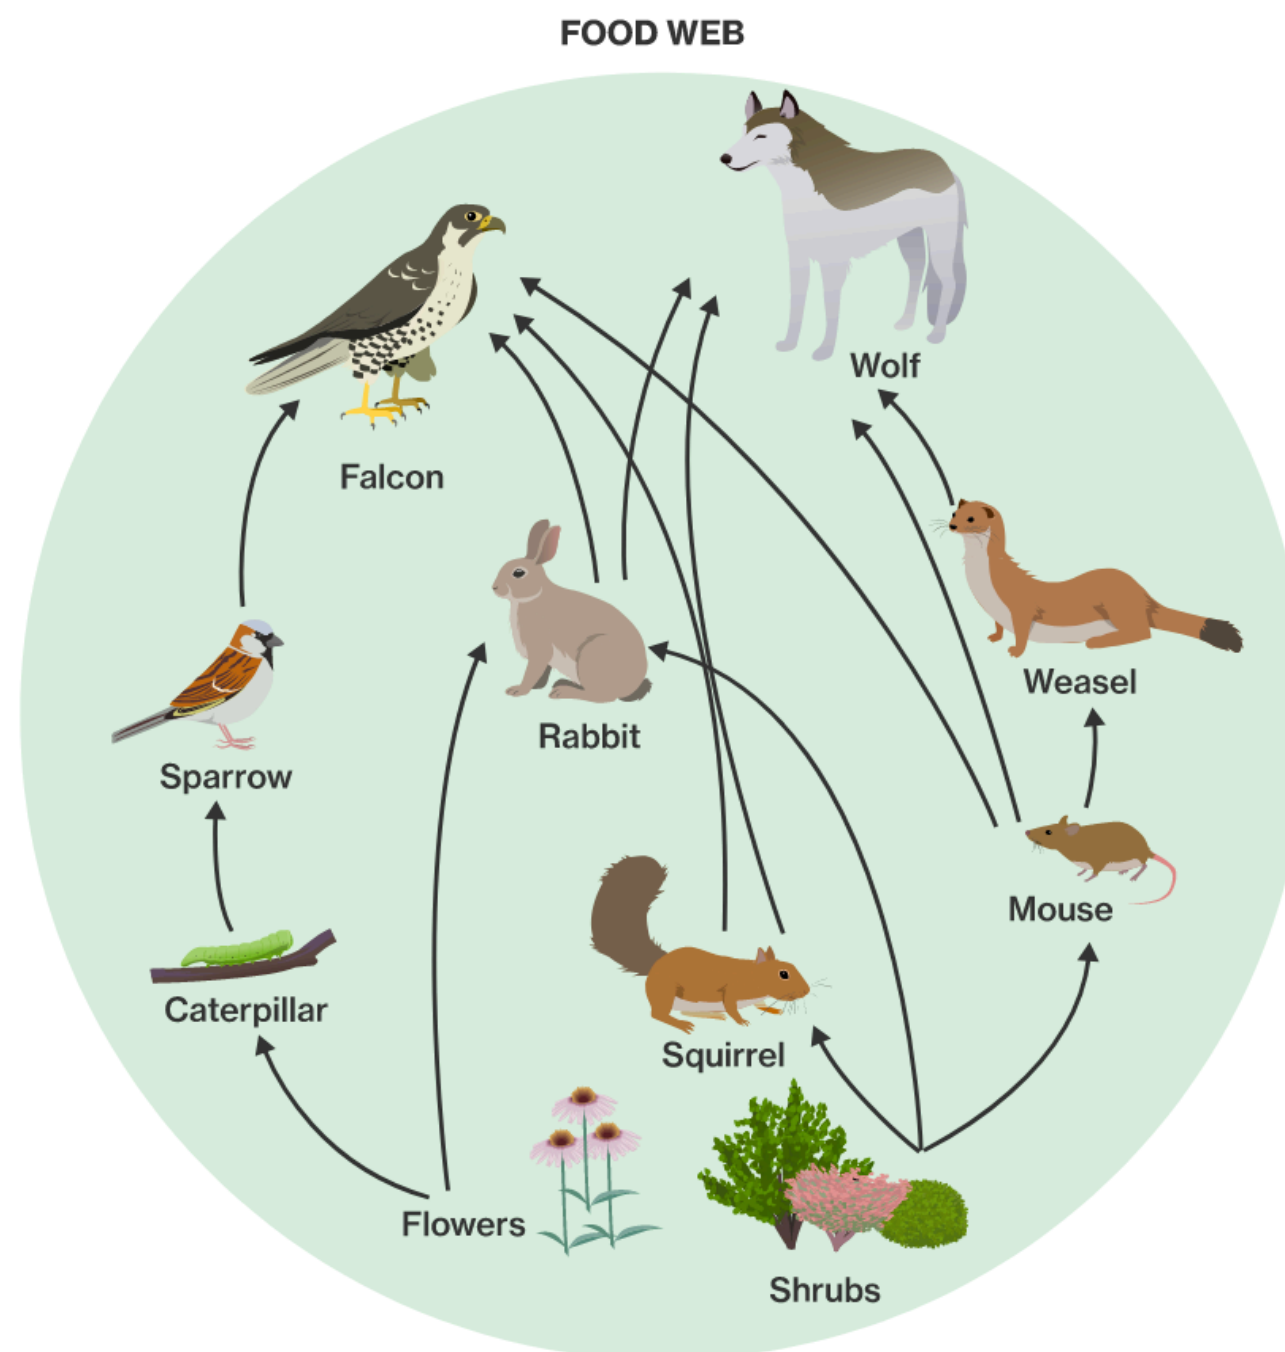 FOOD WEB
Wolf
Falcon
Weasel
Rabbit
Sparrow
Mouse
Caterpillar
Squirrel
Flowers
Shrubs